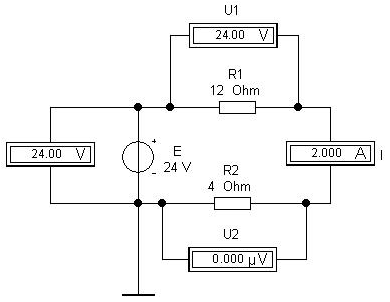 U1
24.00 V
R1
12 Ohm
24.00 V
E
24 V
2.000 A
I
R2
4 Ohm
U2
0.000 µV